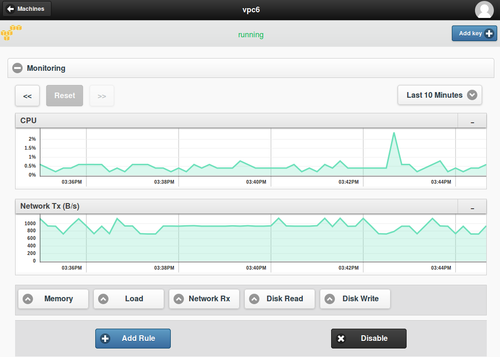 Machines
vpc6
running
Add key
Monitoring
<<
Reset
>>
Last 10 Minutes
CPU
2%
1.5%
1.0%
0.5%
0%
03:36PM
03:38PM
03:40PM
03:42PM
03:44PM
Network Tx (B/s)
1000
800
600
400
200
0
03:36PM
03:38PM
03:40PM
03:42PM
03:44PM
Memory
Load
Network Rx
Disk Read
Disk Write
Add Rule
Disable